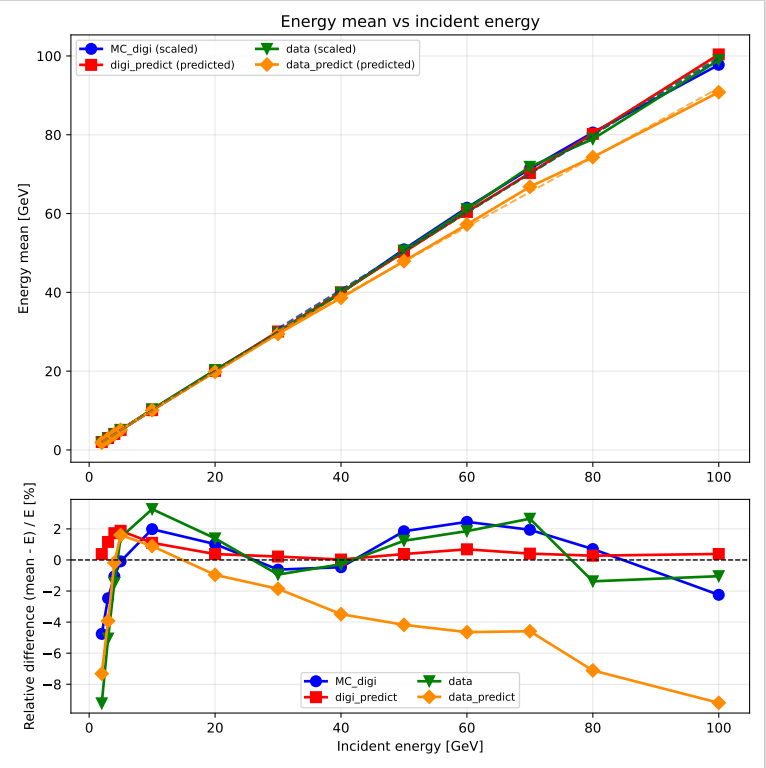 Energy mean vs incident energy
MC_digi (scaled)
digi_predict (predicted)
data (scaled)
data_predict (predicted)
Energy mean [GeV]
100
80
60
40
20
0
0 20 40 60 80 100
Relative difference (mean - E) / E [%]
2
0
−2
−4
−6
−8
MC_digi
digi_predict
data
data_predict
0 20 40 60 80 100
Incident energy [GeV]